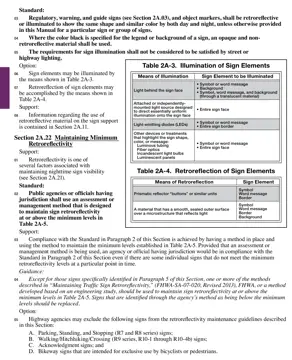 Standard:
03 Regulatory, warning, and guide signs (see Section 2A.03), and object markers, shall be retroreflective
or illuminated to show the same shape and similar color by both day and night, unless otherwise provided
in this Manual for a particular sign or group of signs.
04 Where the color black is specified for the legend or background of a sign, an opaque and non-
retroreflective material shall be used.
05 The requirements for sign illumination shall not be considered to be satisfied by street or
highway lighting.
Option:
06 Sign elements may be illuminated by
the means shown in Table 2A-3.
07 Retroreflection of sign elements may
be accomplished by the means shown in
Table 2A-4.
Support:
08 Information regarding the use of
retroreflective material on the sign support
is contained in Section 2A.11.
Section 2A.22 Maintaining Minimum
Retroreflectivity
Support:
01 Retroreflectivity is one of
several factors associated with
maintaining nighttime sign visibility
(see Section 2A.21).
Standard:
02 Public agencies or officials having
jurisdiction shall use an assessment or
management method that is designed
to maintain sign retroreflectivity
at or above the minimum levels in
Table 2A-5.
Table 2A-3. Illumination of Sign Elements
Means of Illumination
Sign Element to be Illuminated
Light behind the sign face
• Symbol or word message
• Background
• Symbol, word message, and background
(through a translucent material)
Attached or independently-
mounted light source designed
to direct essentially uniform
illumination onto the sign face
• Entire sign face
Light-emitting diodes (LEDs)
• Symbol or word message
• Entire sign border
Other devices or treatments
that highlight the sign shape,
color, or message:
Luminous tubing
Fiber optics
Incandescent light bulbs
Luminescent panels
• Symbol or word message
• Entire sign face
Table 2A-4. Retroreflection of Sign Elements
Means of Retroreflection
Sign Element
Prismatic reflector "buttons" or similar units
Symbol
Word message
Border
A material that has a smooth, sealed outer surface
over a microstructure that reflects light
Symbol
Word message
Border
Background
Support:
03 Compliance with the Standard in Paragraph 2 of this Section is achieved by having a method in place and
using the method to maintain the minimum levels established in Table 2A-5. Provided that an assessment or
management method is being used, an agency or official having jurisdiction would be in compliance with the
Standard in Paragraph 2 of this Section even if there are some individual signs that do not meet the minimum
retroreflectivity levels at a particular point in time.
Guidance:
04 Except for those signs specifically identified in Paragraph 5 of this Section, one or more of the methods
described in "Maintaining Traffic Sign Retroreflectivity," (FHWA-SA-07-020, Revised 2013), FHWA, or a method
developed based on an engineering study, should be used to maintain sign retroreflectivity at or above the
minimum levels in Table 2A-5. Signs that are identified through the agency's method as being below the minimum
levels should be replaced.
Option:
05 Highway agencies may exclude the following signs from the retroreflectivity maintenance guidelines described
in this Section:
A. Parking, Standing, and Stopping (R7 and R8 series) signs;
B. Walking/Hitchhiking/Crossing (R9 series, R10-1 through R10-4b) signs;
C. Acknowledgment signs; and
D. Bikeway signs that are intended for exclusive use by bicyclists or pedestrians.